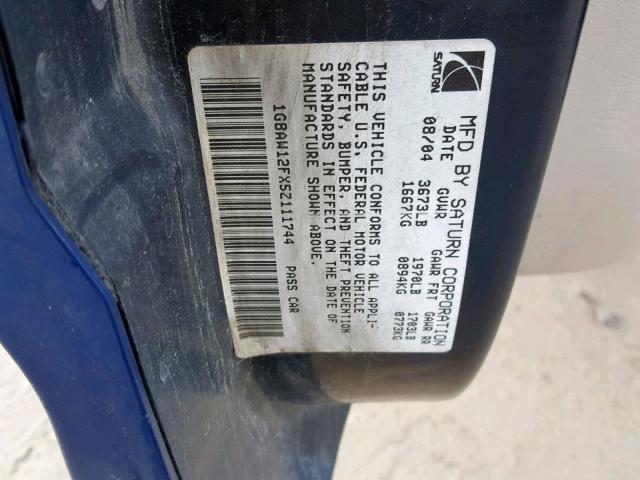 SATURN
MFD BY SATURN CORPORATION
DATE GVWR GAWR FRT GAWR RR
08/04 3673LB 1970LB 1703LB
1667KG 0894KG 0773KG
THIS VEHICLE CONFORMS TO ALL APPLI-
CABLE U.S. FEDERAL MOTOR VEHICLE
SAFETY, BUMPER, AND THEFT PREVENTION
STANDARDS IN EFFECT ON THE DATE OF
MANUFACTURE SHOWN ABOVE.
1G8AW12FX5Z111744 PASS CAR